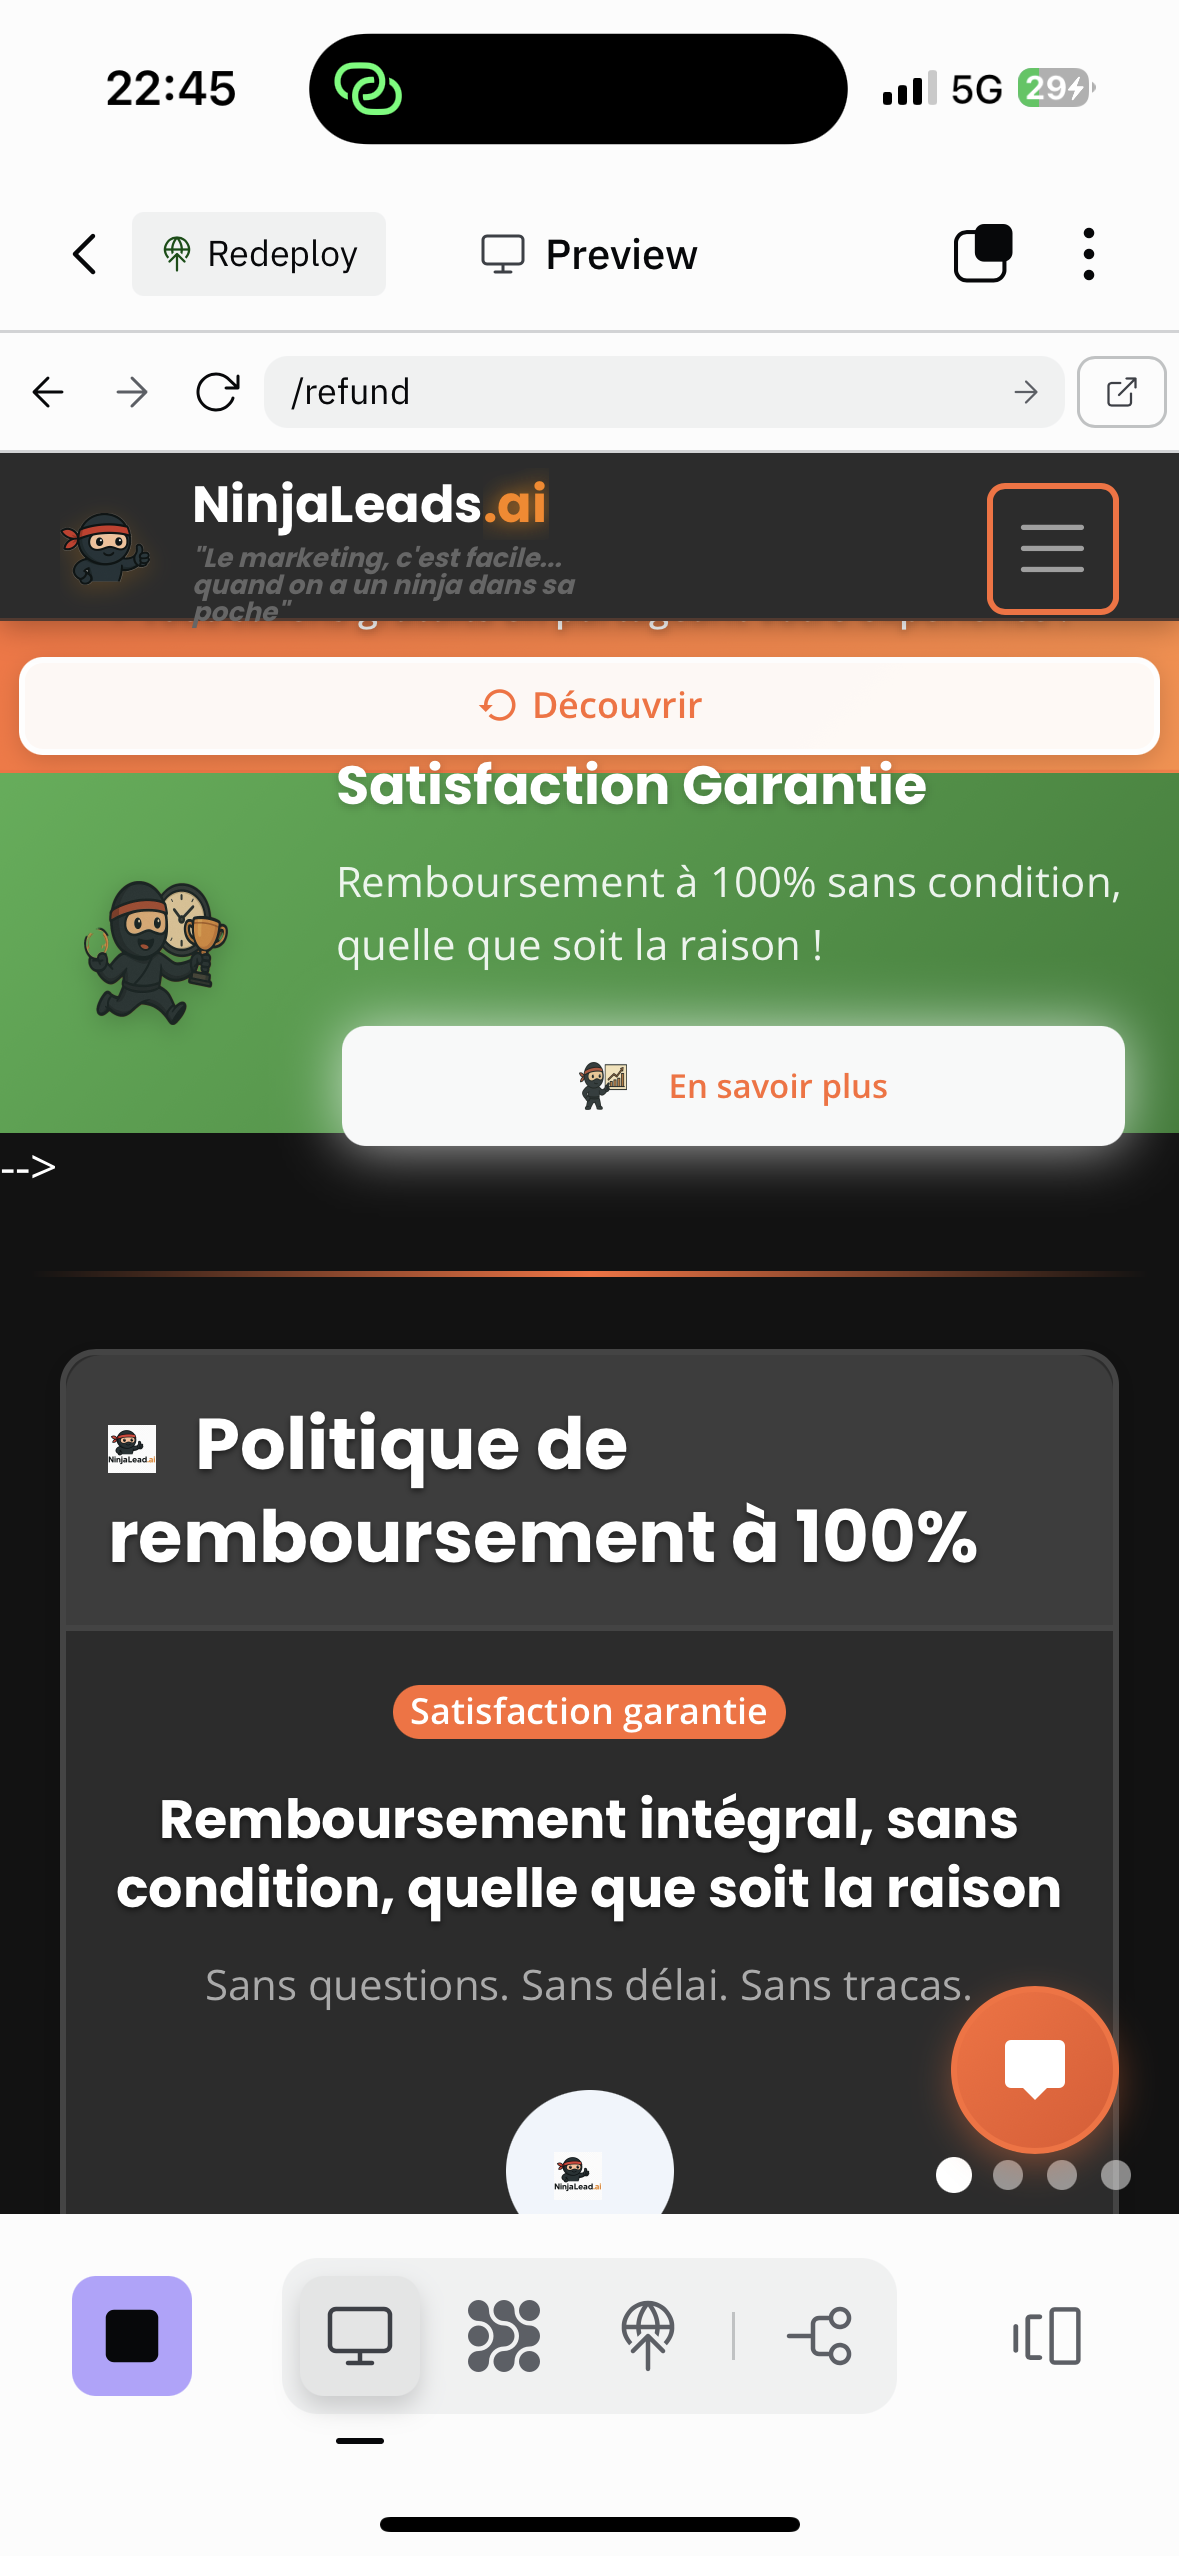 22:45
5G
29
Redeploy
Preview
/refund
NinjaLeads.ai
"Le marketing, c'est facile...
quand on a un ninja dans sa
poche"
Découvrir
Satisfaction Garantie
Remboursement à 100% sans condition,
quelle que soit la raison !
En savoir plus
-->
NinjaLead.ai
Politique de
remboursement à 100%
Satisfaction garantie
Remboursement intégral, sans
condition, quelle que soit la raison
Sans questions. Sans délai. Sans tracas.
NinjaLead.ai